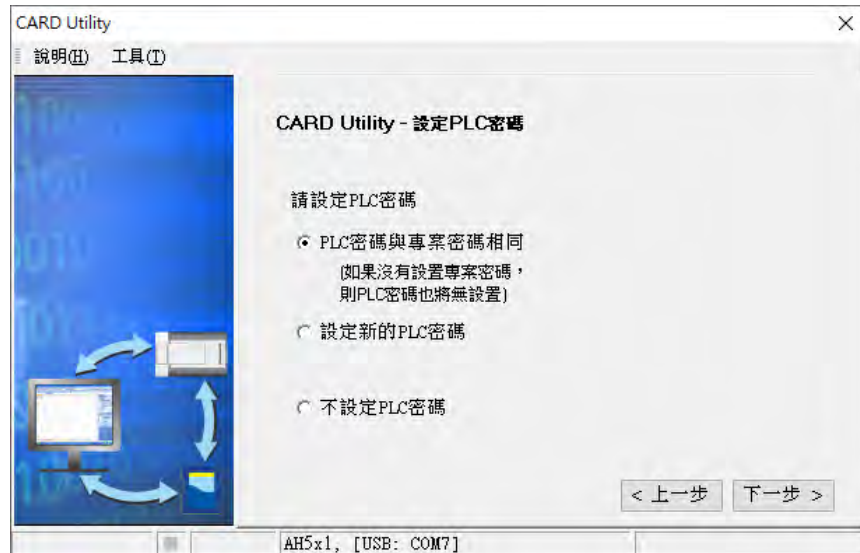 CARD Utility
說明(H) 工具(T)
CARD Utility - 設定PLC密碼
請設定PLC密碼
PLC密碼與專案密碼相同
(如果沒有設置專案密碼，
則PLC密碼也將無設置)
設定新的PLC密碼
不設定PLC密碼
< 上一步 下一步 >
AH5x1, [USB: COM7]